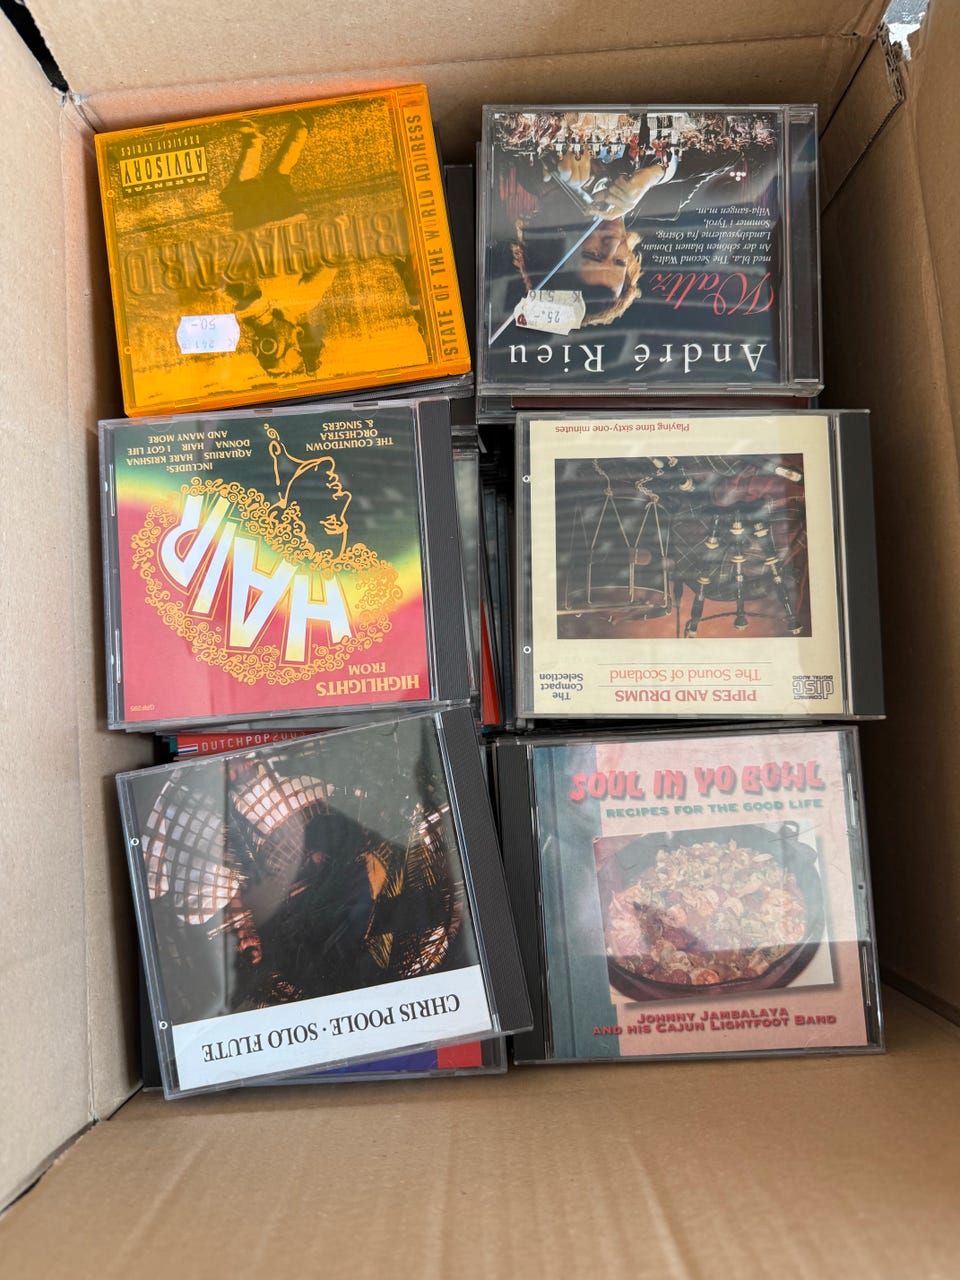 PARENTAL
ADVISORY
EXPLICIT LYRICS
BIOHAZARD
STATE OF THE WORLD ADDRESS
50.-
André Rieu
Waltz
med bl.a. The Second Waltz,
An der schönen blauen Donau,
Landsbysvalerne fra Østrig,
Sommer i Tyrol,
Vilja-sangen m.m.
25.-
K 516
HIGHLIGHTS
FROM
HAIR
INCLUDES:
AQUARIUS HARE KRISHNA
DONNA HAIR I GOT LIFE
AND MANY MORE
THE COUNTDOWN
ORCHESTRA
& SINGERS
COMPACT
disc
DIGITAL AUDIO
PIPES AND DRUMS
The Sound of Scotland
The
Compact
Selection
Playing time sixty-one minutes
DUTCHPOP200
CHRIS POOLE · SOLO FLUTE
SOUL IN YO BOWL
RECIPES FOR THE GOOD LIFE
JOHNNY JAMBALAYA
AND HIS CAJUN LIGHTFOOT BAND